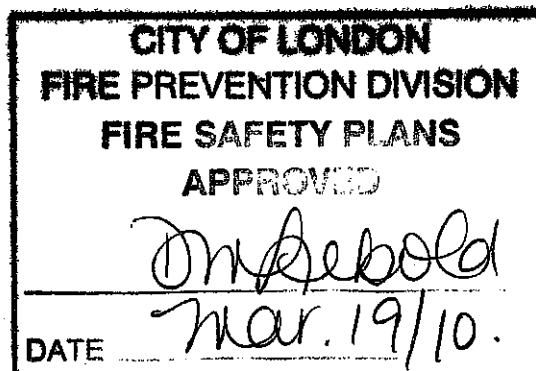 CITY OF LONDON
FIRE PREVENTION DIVISION
FIRE SAFETY PLANS
APPROVED
DATE Mar. 19/10.